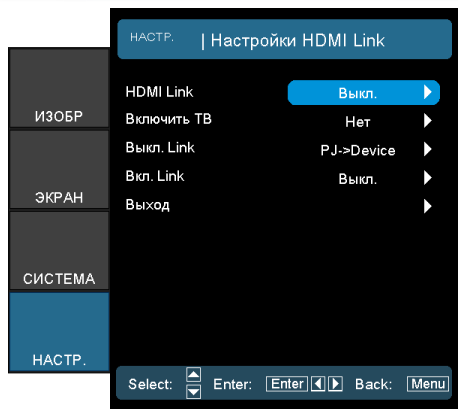 НАСТР. | Настройки HDMI Link
HDMI Link Выкл.
Включить ТВ Нет
Выкл. Link PJ->Device
Вкл. Link Выкл.
Выход
ИЗОБР
ЭКРАН
СИСТЕМА
НАСТР.
Select: Enter: Enter Back: Menu